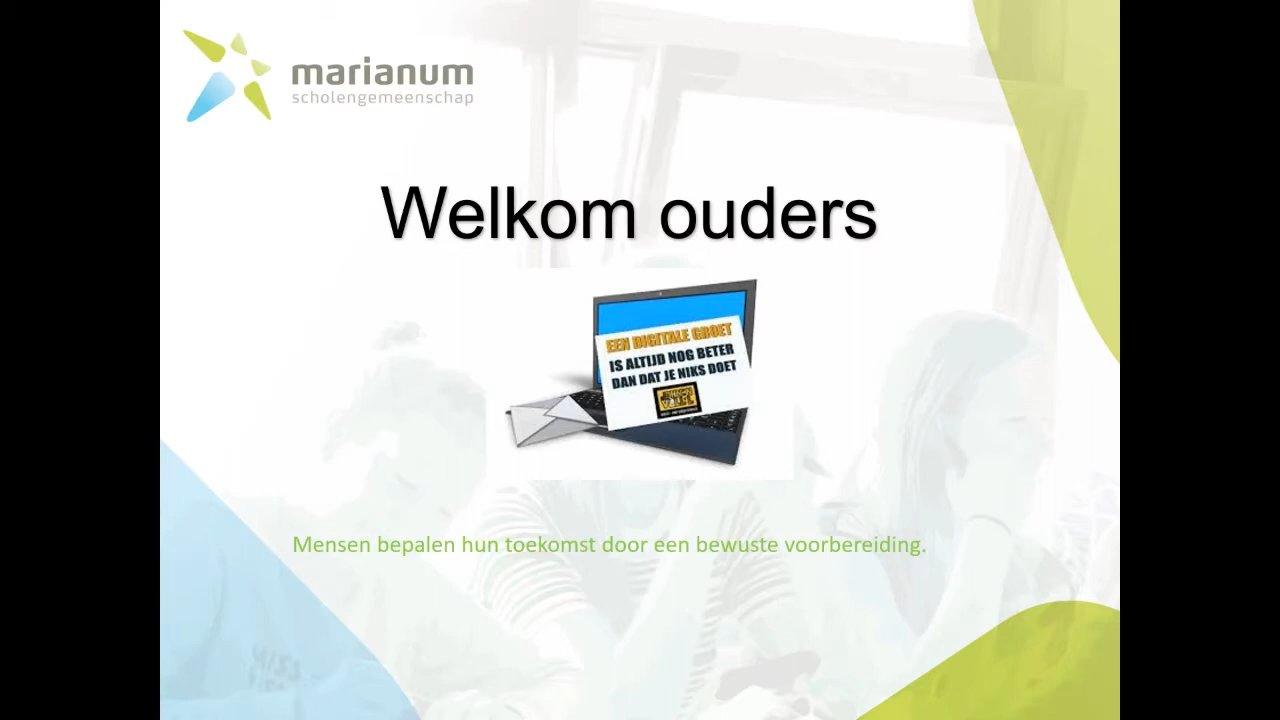 marianum
scholengemeenschap
Welkom ouders
EEN DIGITALE GROET
IS ALTIJD NOG BETER
DAN DAT JE NIKS DOET
Mensen bepalen hun toekomst door een bewuste voorbereiding.